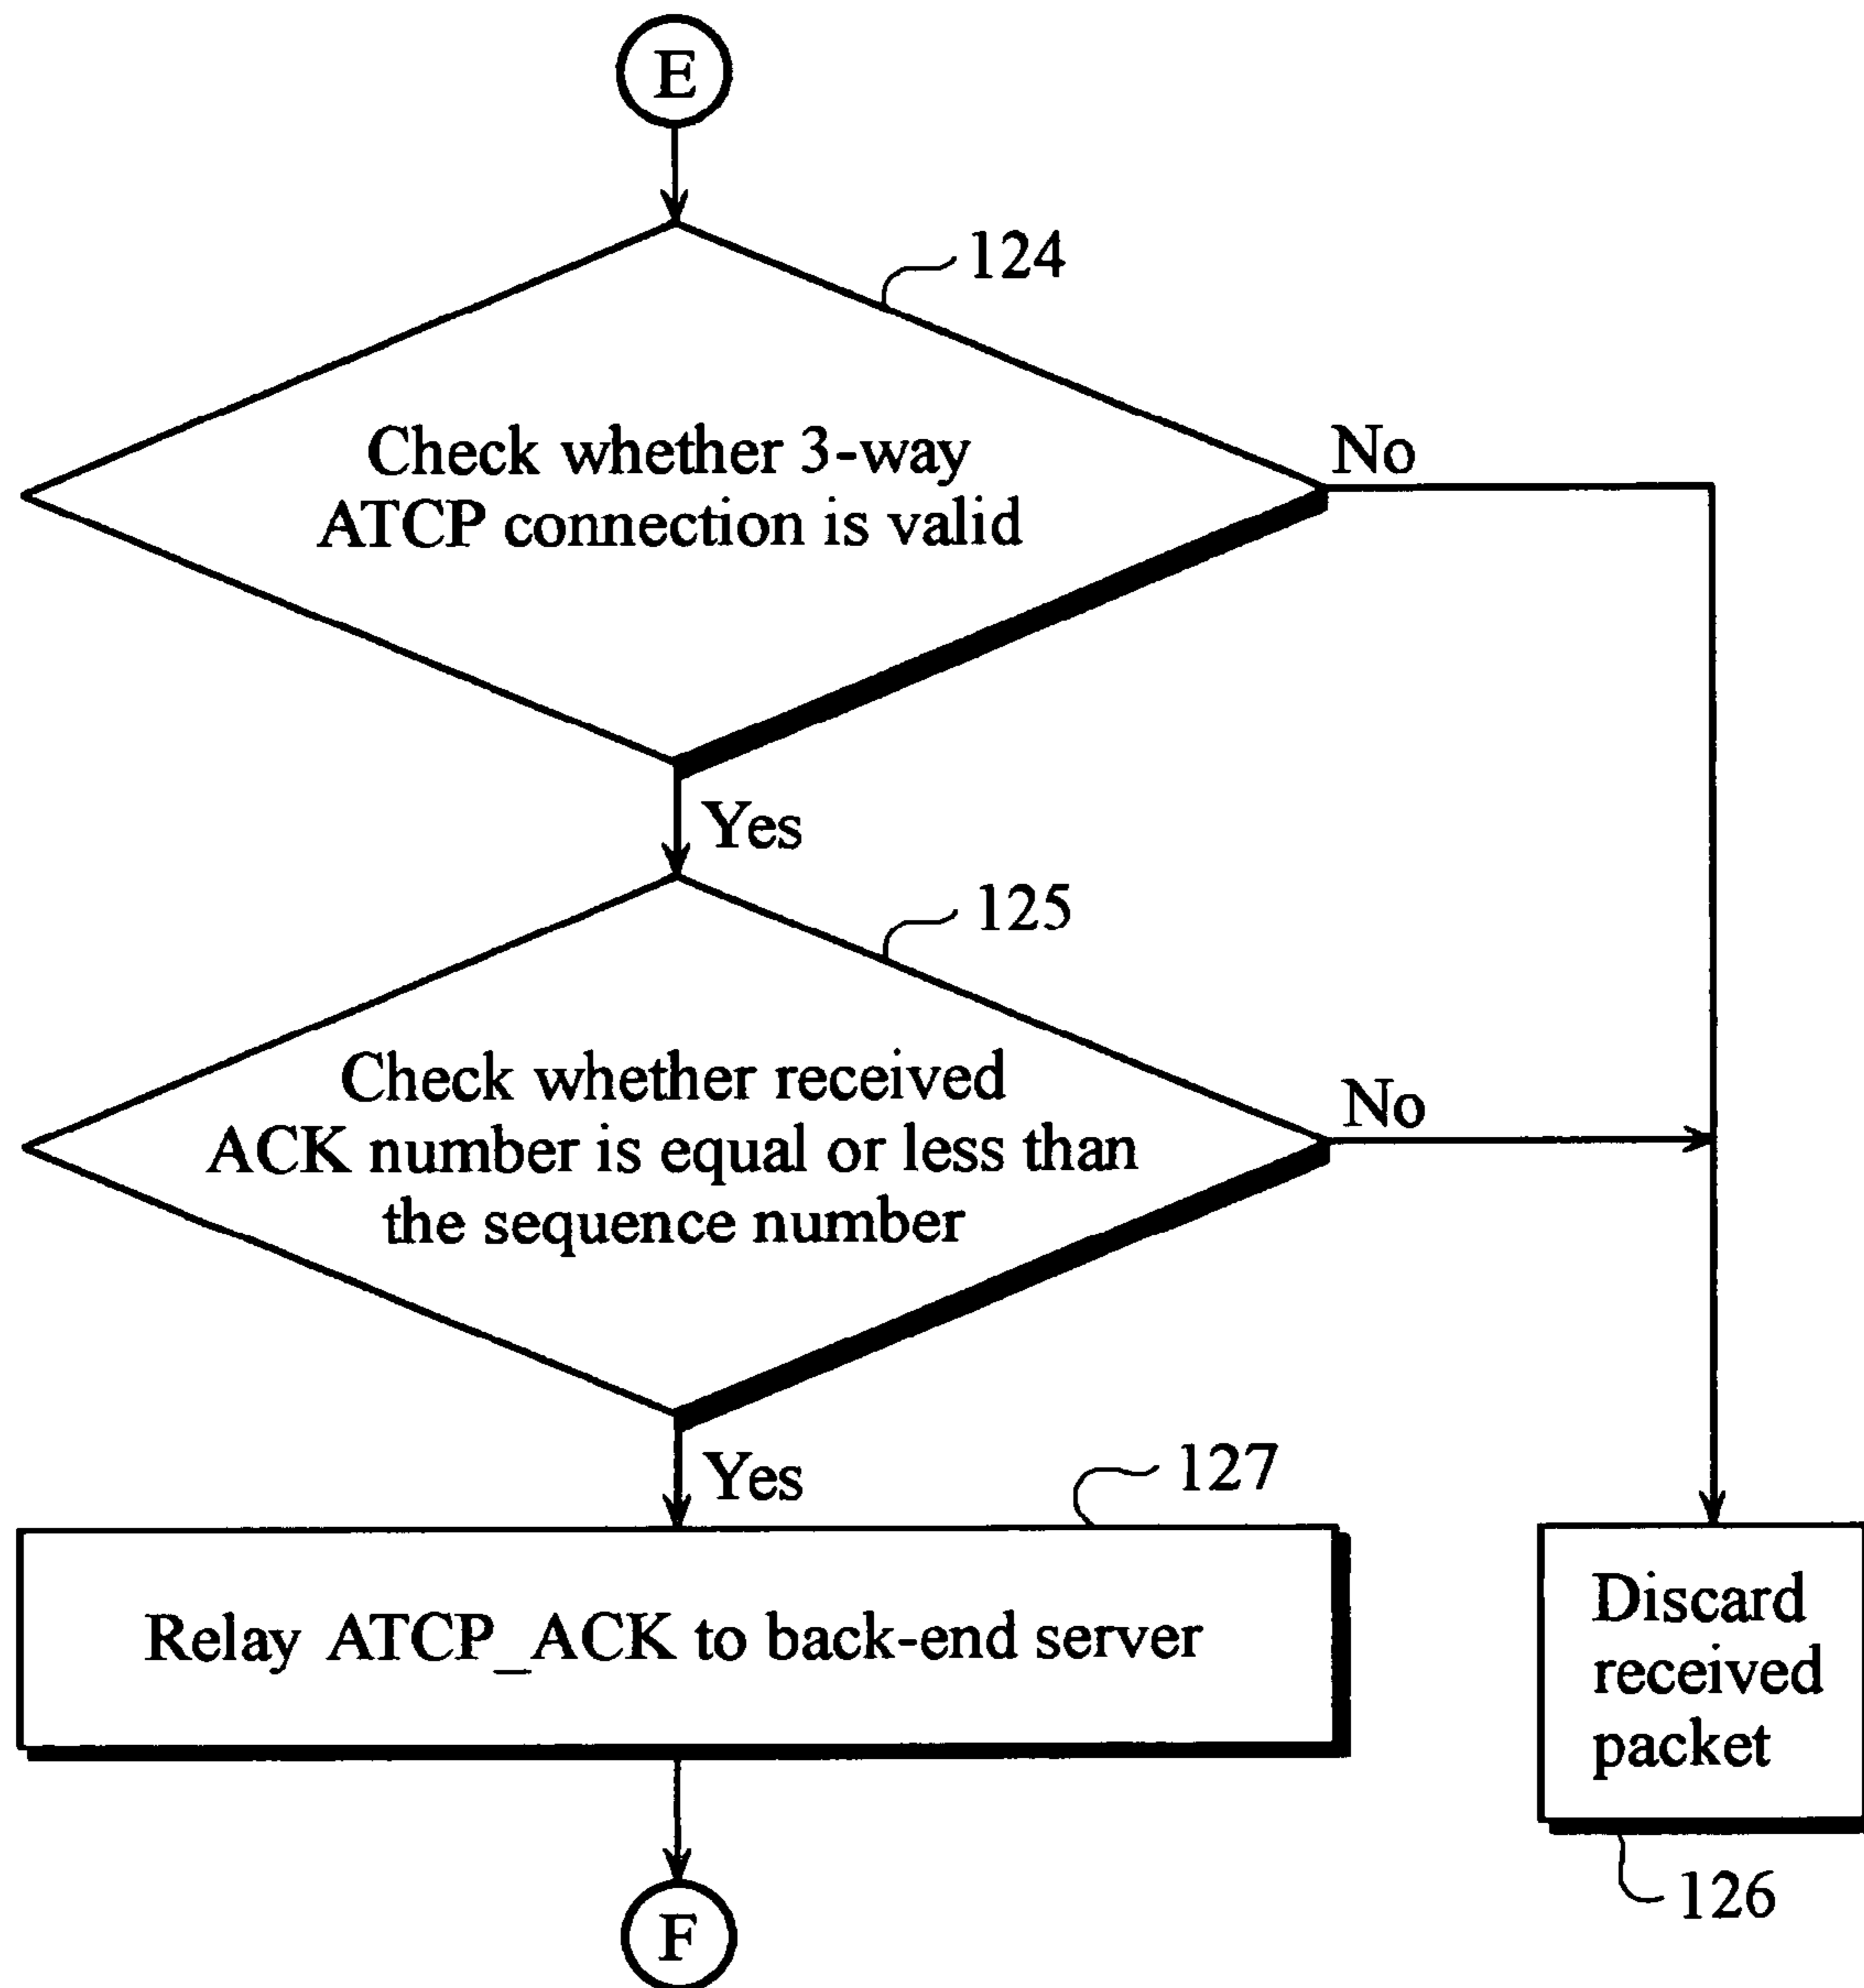 E
124
Check whether 3-way
ATCP connection is valid
No
Yes
125
Check whether received
ACK number is equal or less than
the sequence number
No
Yes
127
Relay ATCP_ACK to back-end server
Discard
received
packet
126
F